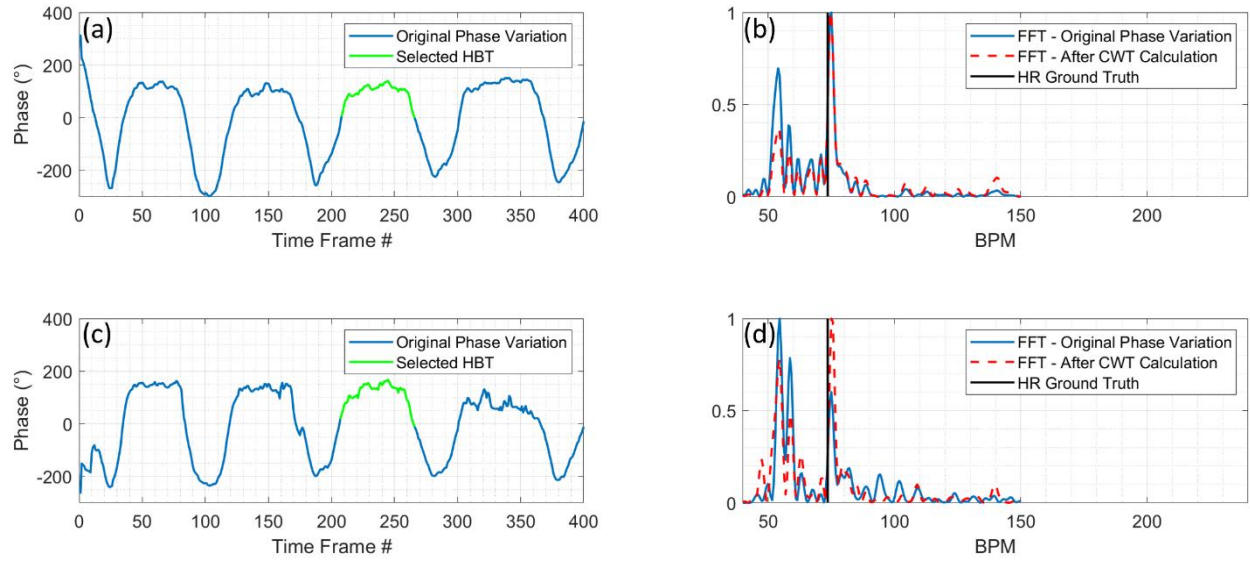 (a)
Original Phase Variation
Selected HBT
400
200
0
-200
Phase (°)
0 50 100 150 200 250 300 350 400
Time Frame #
(b)
FFT - Original Phase Variation
FFT - After CWT Calculation
HR Ground Truth
1
0.5
0
50 100 150 200
BPM
(c)
Original Phase Variation
Selected HBT
400
200
0
-200
Phase (°)
0 50 100 150 200 250 300 350 400
Time Frame #
(d)
FFT - Original Phase Variation
FFT - After CWT Calculation
HR Ground Truth
1
0.5
0
50 100 150 200
BPM